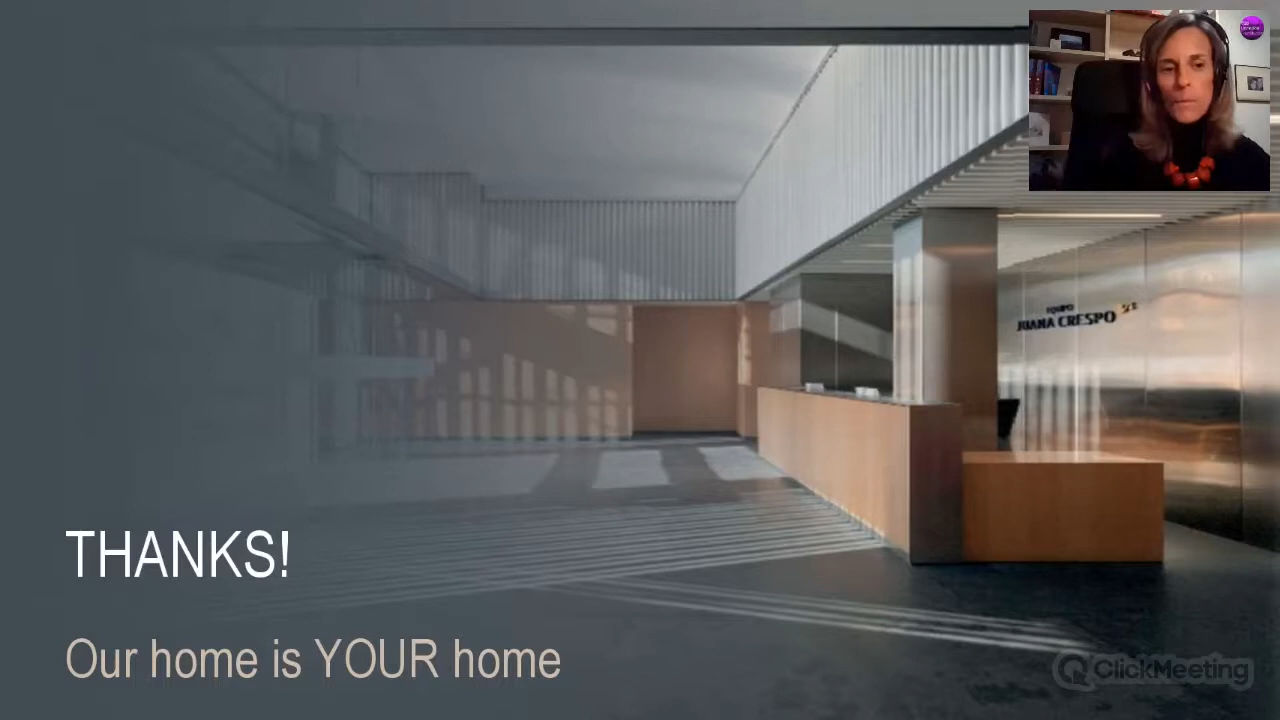 EQUIPO
JUANA CRESPO
THANKS!
Our home is YOUR home
ClickMeeting